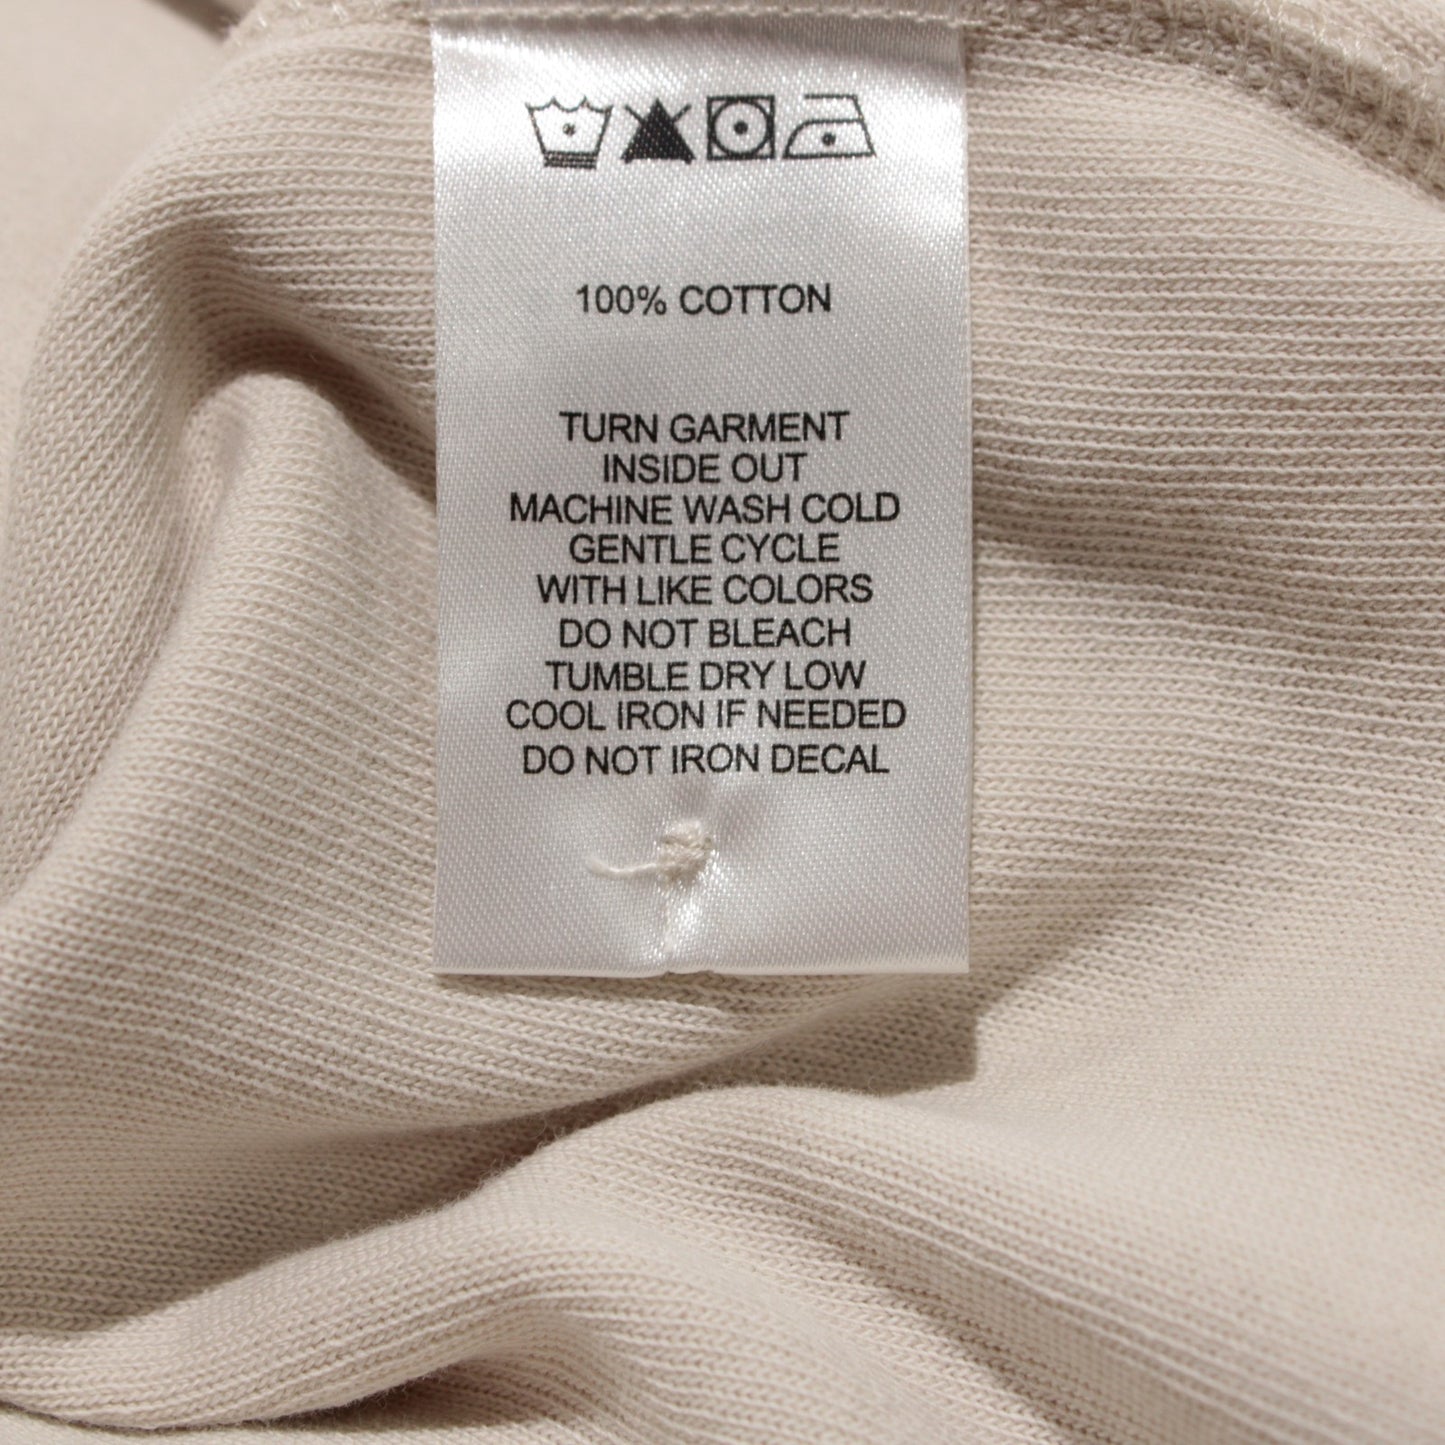 100% COTTON
TURN GARMENT
INSIDE OUT
MACHINE WASH COLD
GENTLE CYCLE
WITH LIKE COLORS
DO NOT BLEACH
TUMBLE DRY LOW
COOL IRON IF NEEDED
DO NOT IRON DECAL